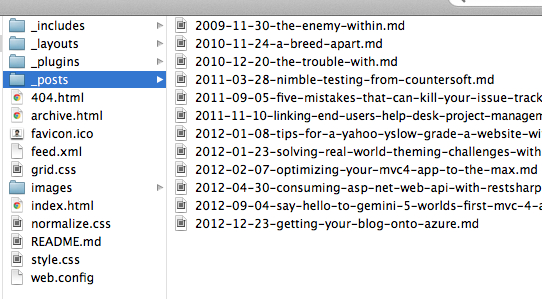 _includes
_layouts
_plugins
_posts
404.html
archive.html
favicon.ico
feed.xml
grid.css
images
index.html
normalize.css
README.md
style.css
web.config
2009-11-30-the-enemy-within.md
2010-11-24-a-breed-apart.md
2010-12-20-the-trouble-with.md
2011-03-28-nimble-testing-from-countersoft.md
2011-09-05-five-mistakes-that-can-kill-your-issue-track
2011-11-10-linking-end-users-help-desk-project-managem
2012-01-08-tips-for-a-yahoo-yslow-grade-a-website-wi
2012-01-23-solving-real-world-theming-challenges-with
2012-02-07-optimizing-your-mvc4-app-to-the-max.md
2012-04-30-consuming-asp-net-web-api-with-restsharp
2012-09-04-say-hello-to-gemini-5-worlds-first-mvc-4-a
2012-12-23-getting-your-blog-onto-azure.md